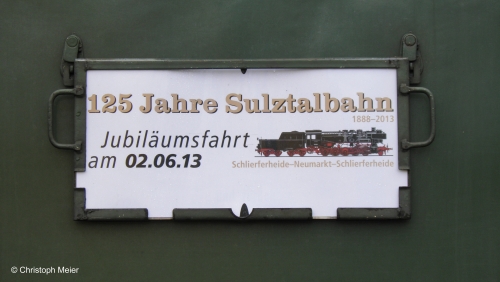 125 Jahre Sulztalbahn
1888–2013
Jubiläumsfahrt
am 02.06.13
Schlierferheide–Neumarkt–Schlierferheide
© Christoph Meier